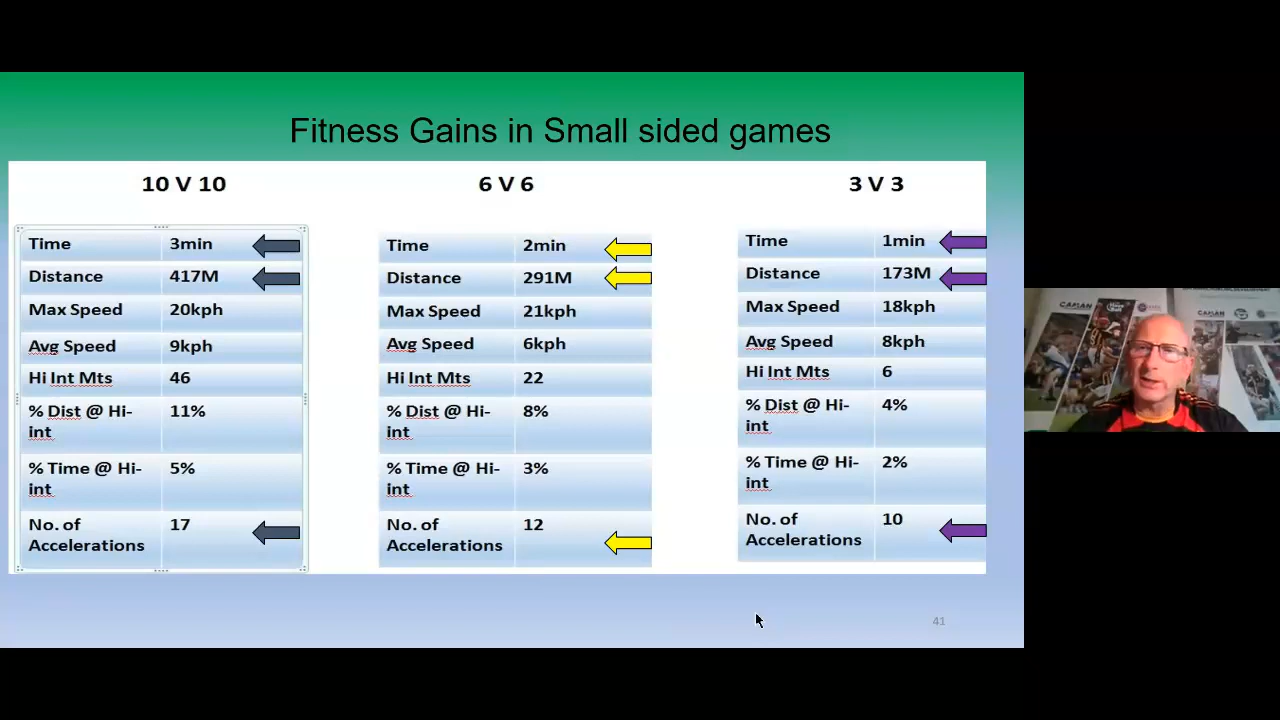 Fitness Gains in Small sided games
10 V 10
Time 3min
Distance 417M
Max Speed 20kph
Avg Speed 9kph
Hi Int Mts 46
% Dist @ Hi-
int
11%
% Time @ Hi-
int
5%
No. of
Accelerations
17
6 V 6
Time 2min
Distance 291M
Max Speed 21kph
Avg Speed 6kph
Hi Int Mts 22
% Dist @ Hi-
int
8%
% Time @ Hi-
int
3%
No. of
Accelerations
12
3 V 3
Time 1min
Distance 173M
Max Speed 18kph
Avg Speed 8kph
Hi Int Mts 6
% Dist @ Hi-
int
4%
% Time @ Hi-
int
2%
No. of
Accelerations
10
41